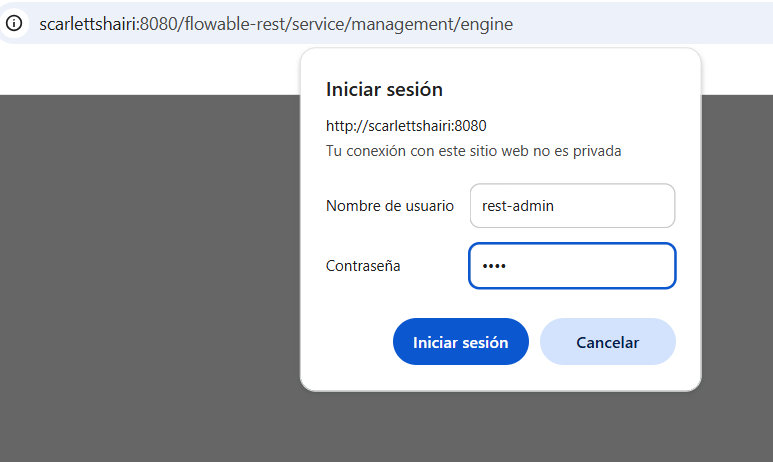 scarlettshairi:8080/flowable-rest/service/management/engine
Iniciar sesión
http://scarlettshairi:8080
Tu conexión con este sitio web no es privada
Nombre de usuario rest-admin
Contraseña ••••
Iniciar sesión Cancelar